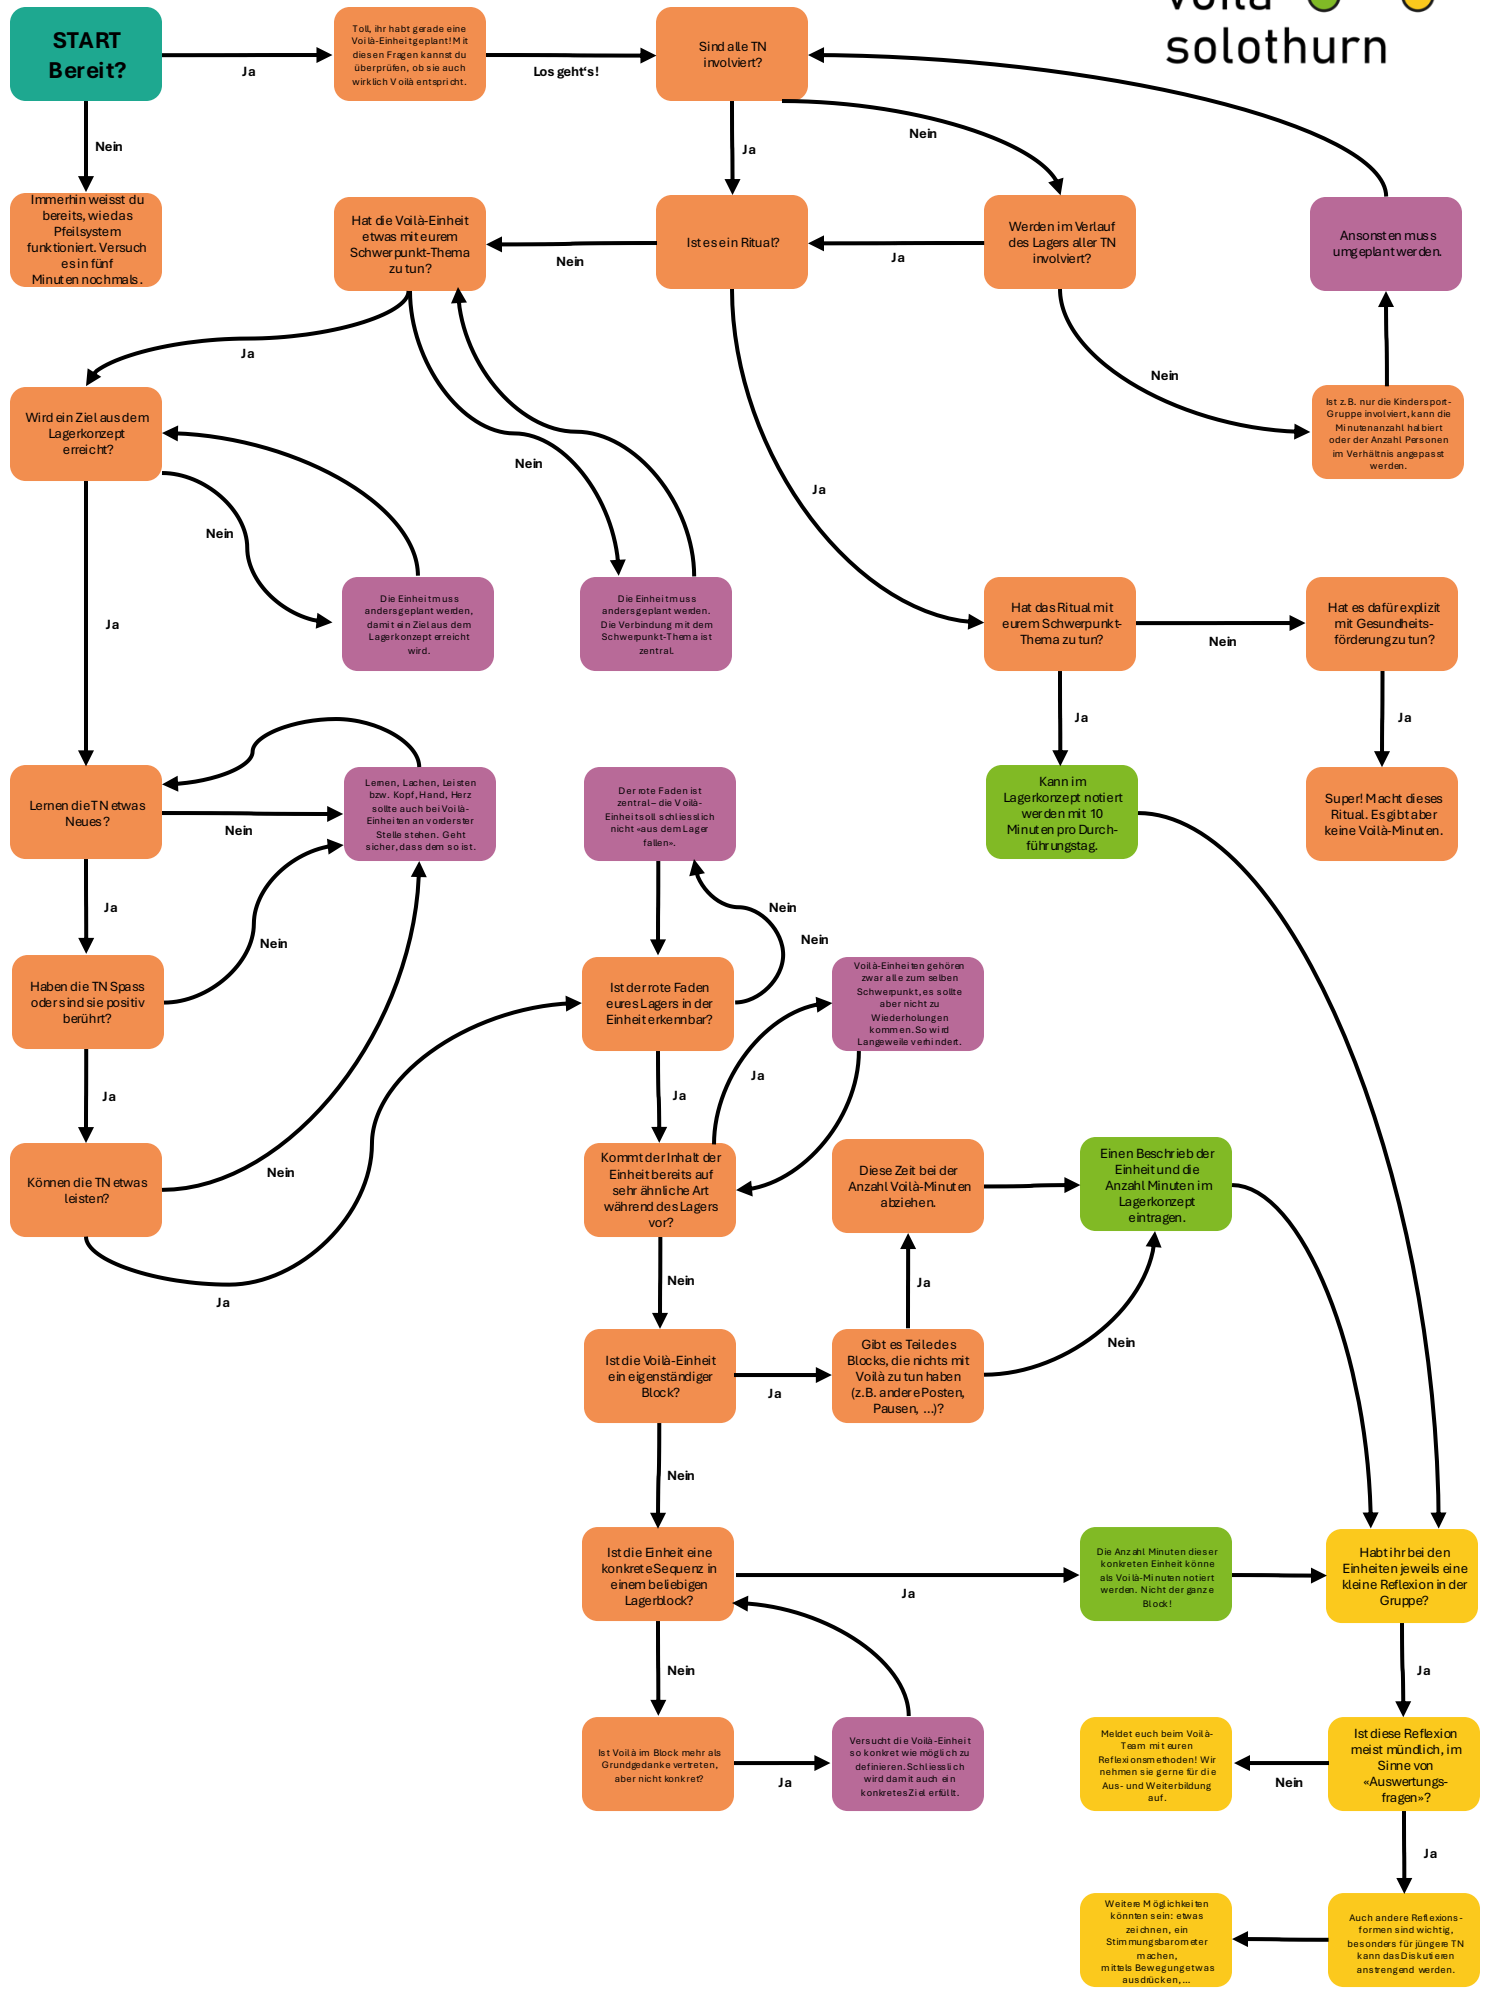 voilà
solothurn
START
Bereit?
Ja
Toll, ihr habt gerade eine
Voilà-Einheit geplant! Mit
diesen Fragen kannst du
überprüfen, ob sie auch
wirklich Voilà entspricht.
Los geht's!
Sind alle TN
involviert?
Nein
Ja
Nein
Immerhin weisst du
bereits, wie das
Pfeilsystem
funktioniert. Versuch
es in fünf
Minuten nochmals.
Hat die Voilà-Einheit
etwas mit eurem
Schwerpunkt-Thema
zu tun?
Nein
Ist es ein Ritual?
Ja
Werden im Verlauf
des Lagers aller TN
involviert?
Ansonsten muss
umgeplant werden.
Ja
Nein
Ist z.B. nur die Kindersport-
Gruppe involviert, kann die
Minutenanzahl halbiert
oder der Anzahl Personen
im Verhältnis angepasst
werden.
Wird ein Ziel aus dem
Lagerkonzept
erreicht?
Nein
Ja
Nein
Ja
Die Einheit muss
anders geplant werden,
damit ein Ziel aus dem
Lagerkonzept erreicht
wird.
Die Einheit muss
anders geplant werden.
Die Verbindung mit dem
Schwerpunkt-Thema ist
zentral.
Hat das Ritual mit
eurem Schwerpunkt-
Thema zu tun?
Nein
Hat es dafür explizit
mit Gesundheits-
förderung zu tun?
Ja
Ja
Lernen die TN etwas
Neues?
Nein
Lernen, Lachen, Leisten
bzw. Kopf, Hand, Herz
sollte auch bei Voilà-
Einheiten an vorderster
Stelle stehen. Geht
sicher, dass dem so ist.
Der rote Faden ist
zentral – die Voilà-
Einheit soll schliesslich
nicht «aus dem Lager
fallen».
Kann im
Lagerkonzept notiert
werden mit 10
Minuten pro Durch-
führungstag.
Super! Macht dieses
Ritual. Es gibt aber
keine Voilà-Minuten.
Ja
Nein
Nein
Nein
Haben die TN Spass
oder sind sie positiv
berührt?
Ist der rote Faden
eures Lagers in der
Einheit erkennbar?
Voilà-Einheiten gehören
zwar alle zum selben
Schwerpunkt, es sollte
aber nicht zu
Wiederholungen
kommen. So wird
Langeweile verhindert.
Ja
Ja
Ja
Können die TN etwas
leisten?
Nein
Ja
Kommt der Inhalt der
Einheit bereits auf
sehr ähnliche Art
während des Lagers
vor?
Diese Zeit bei der
Anzahl Voilà-Minuten
abziehen.
Einen Beschrieb der
Einheit und die
Anzahl Minuten im
Lagerkonzept
eintragen.
Nein
Ja
Nein
Ist die Voilà-Einheit
ein eigenständiger
Block?
Ja
Gibt es Teile des
Blocks, die nichts mit
Voilà zu tun haben
(z.B. andere Posten,
Pausen, ...)?
Nein
Ist die Einheit eine
konkrete Sequenz in
einem beliebigen
Lagerblock?
Ja
Die Anzahl Minuten dieser
konkreten Einheit könne
als Voilà-Minuten notiert
werden. Nicht der ganze
Block!
Habt ihr bei den
Einheiten jeweils eine
kleine Reflexion in der
Gruppe?
Nein
Ja
Ist Voilà im Block mehr als
Grundgedanke vertreten,
aber nicht konkret?
Ja
Versucht die Voilà-Einheit
so konkret wie möglich zu
definieren. Schliesslich
wird damit auch ein
konkretes Ziel erfüllt.
Meldet euch beim Voilà-
Team mit euren
Reflexionsmethoden! Wir
nehmen sie gerne für die
Aus- und Weiterbildung
auf.
Nein
Ist diese Reflexion
meist mündlich, im
Sinne von
«Auswertungs-
fragen»?
Ja
Weitere Möglichkeiten
könnten sein: etwas
zeichnen, ein
Stimmungsbarometer
machen,
mittels Bewegung etwas
ausdrücken, ...
Auch andere Reflexions-
formen sind wichtig,
besonders für jüngere TN
kann das Diskutieren
anstrengend werden.